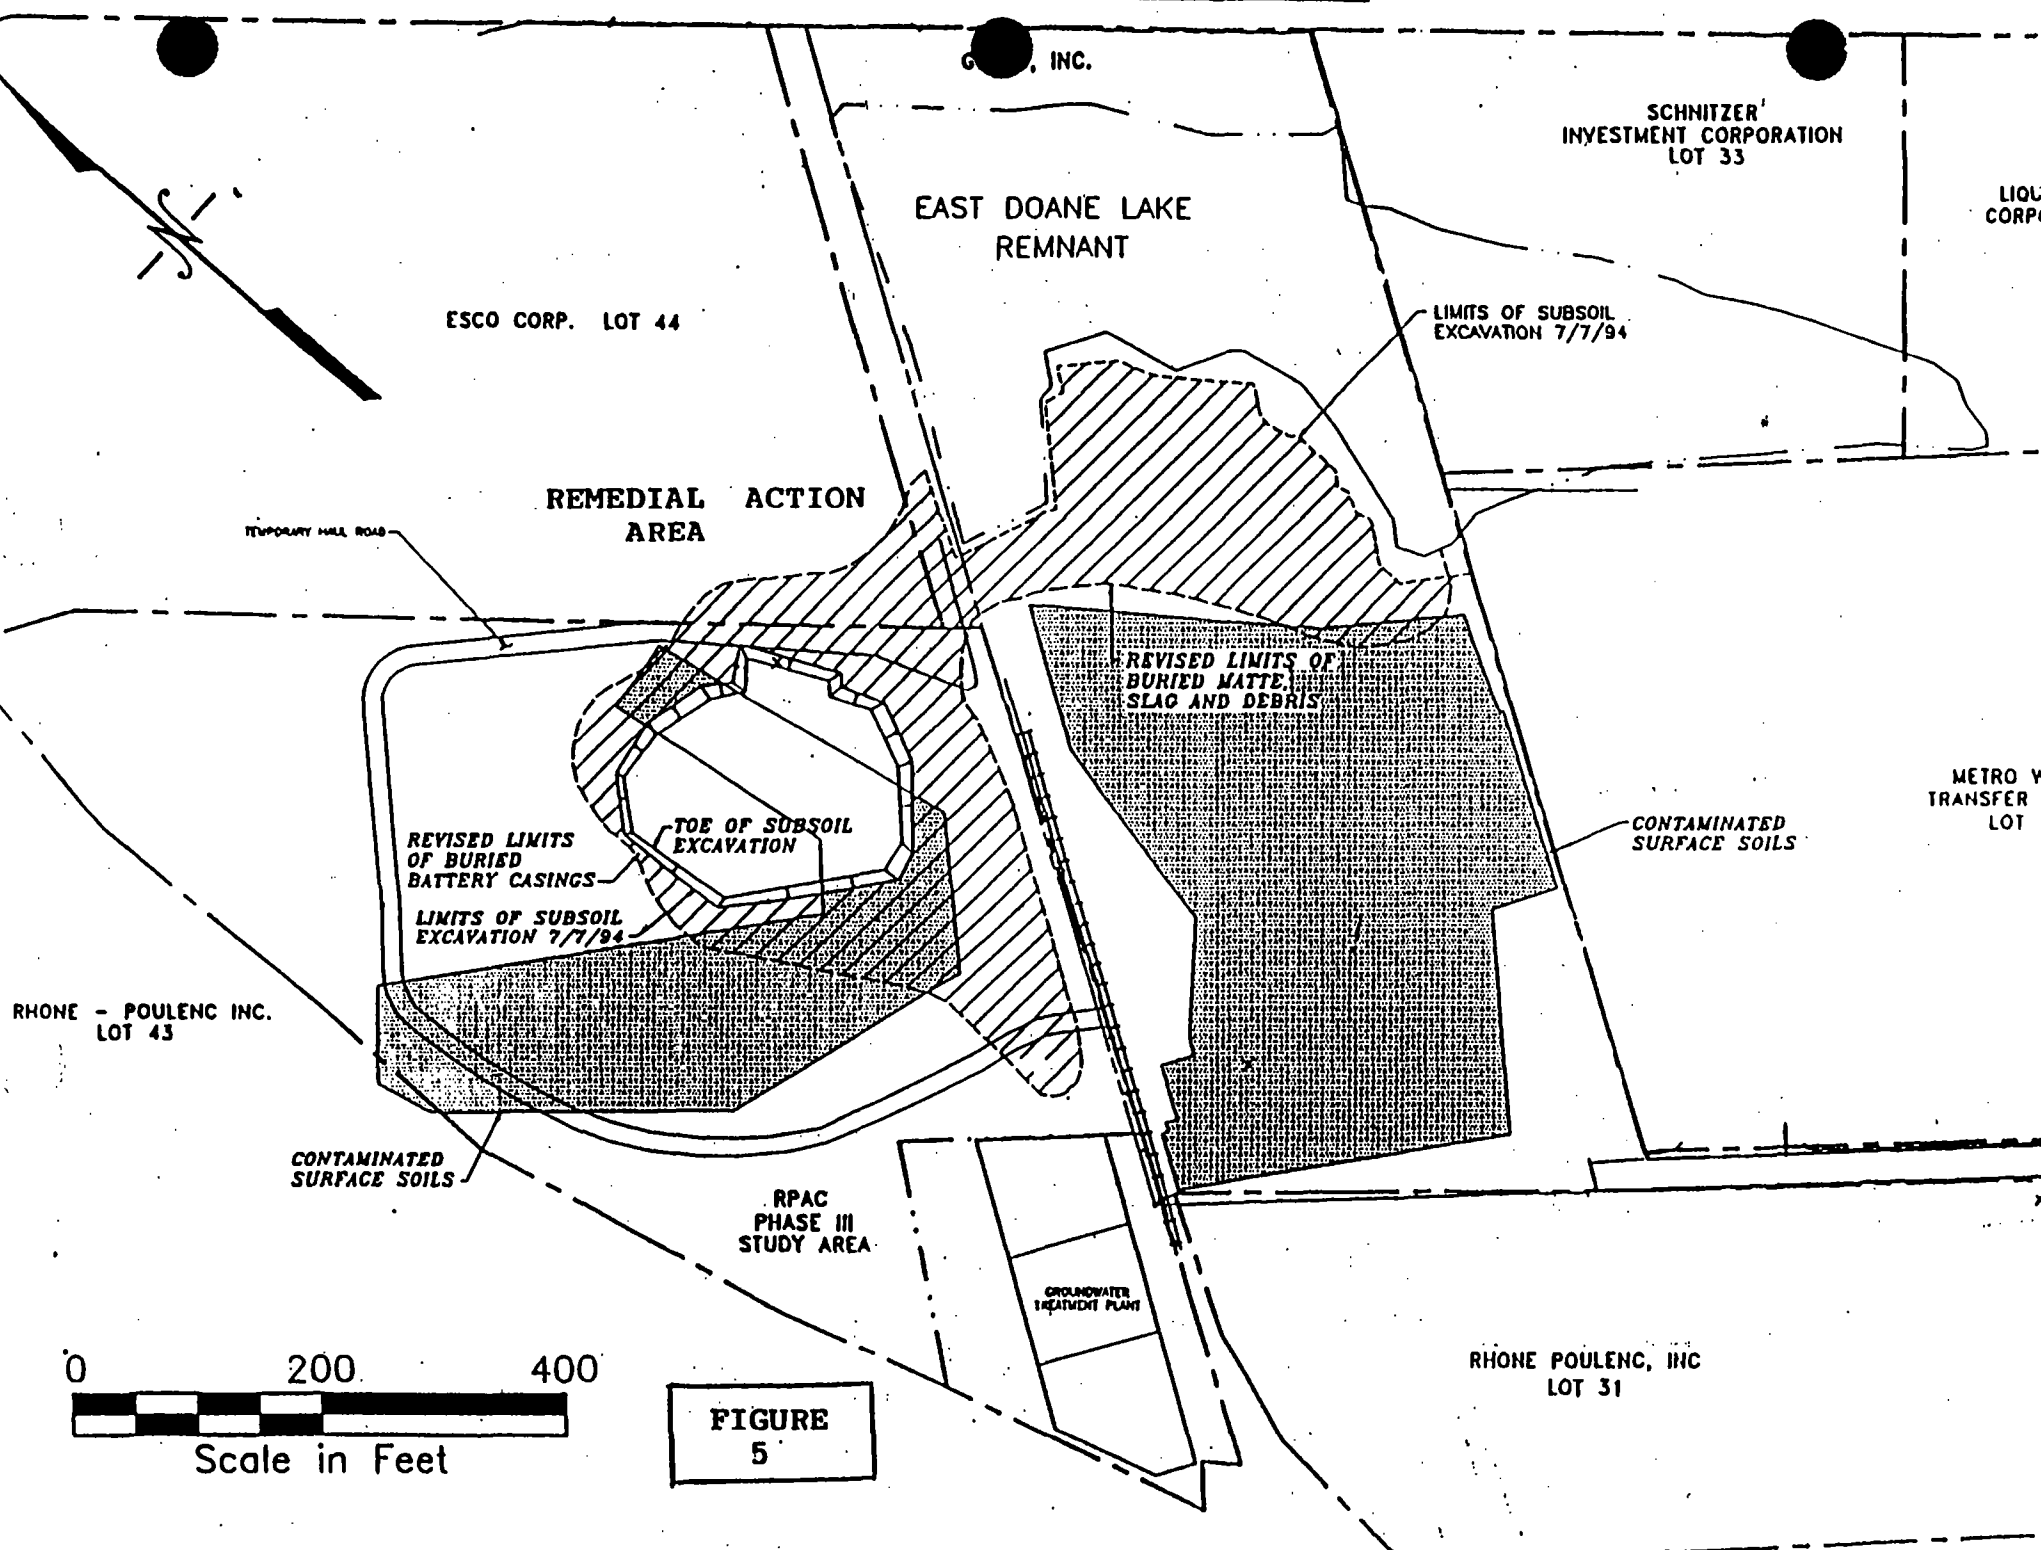 , INC.
SCHNITZER
INVESTMENT CORPORATION
LOT 33
EAST DOANE LAKE
REMNANT
LIMITS OF SUBSOIL
EXCAVATION 7/7/94
ESCO CORP. LOT 44
REMEDIAL ACTION
AREA
TEMPORARY HAUL ROAD
REVISED LIMITS OF
BURIED MATTE,
SLAG AND DEBRIS
METRO
TRANSFER
LOT
CONTAMINATED
SURFACE SOILS
TOE OF SUBSOIL
EXCAVATION
REVISED LIMITS
OF BURIED
BATTERY CASINGS
LIMITS OF SUBSOIL
EXCAVATION 7/7/94
RHONE - POULENC INC.
LOT 43
CONTAMINATED
SURFACE SOILS
RPAC
PHASE III
STUDY AREA
GROUNDWATER
TREATMENT PLANT
RHONE POULENC, INC
LOT 31
0 200 400
Scale in Feet
FIGURE
5